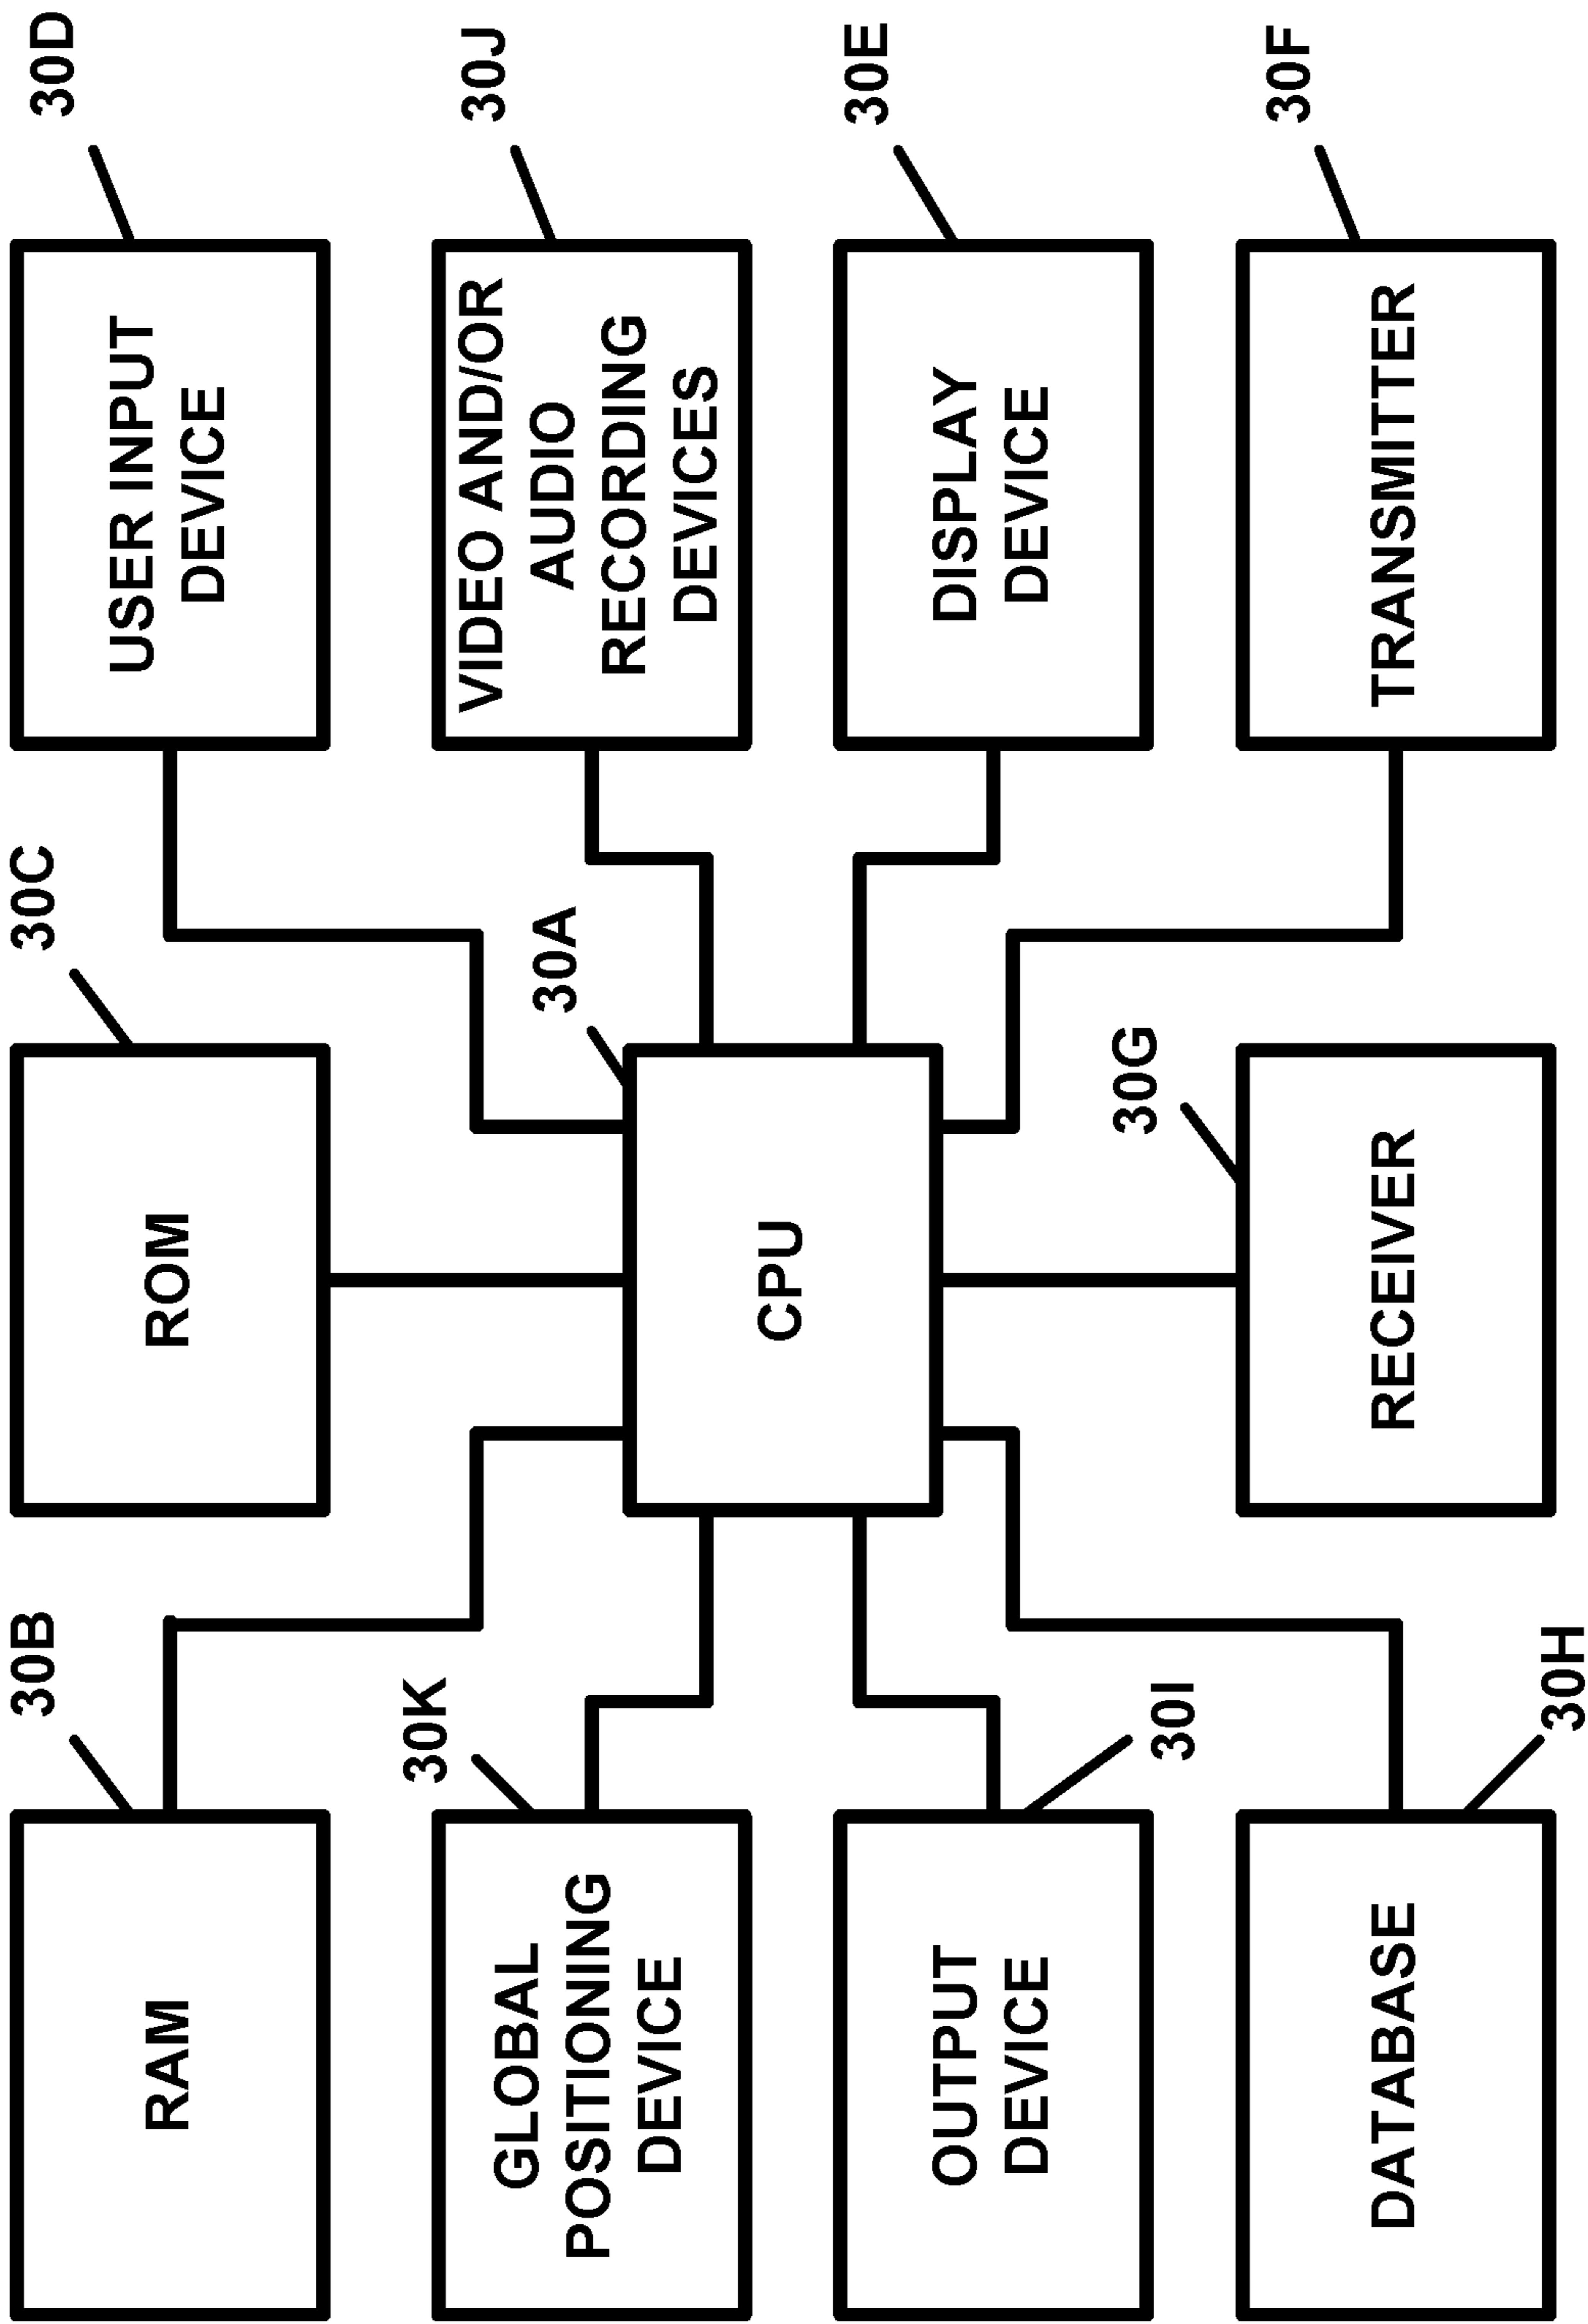 30B
30C
30D
RAM
ROM
USER INPUT
DEVICE
30K
30J
GLOBAL
POSITIONING
DEVICE
30A
VIDEO AND/OR
AUDIO
RECORDING
DEVICES
CPU
30E
OUTPUT
DEVICE
DISPLAY
DEVICE
30I
30G
30F
DATABASE
RECEIVER
TRANSMITTER
30H